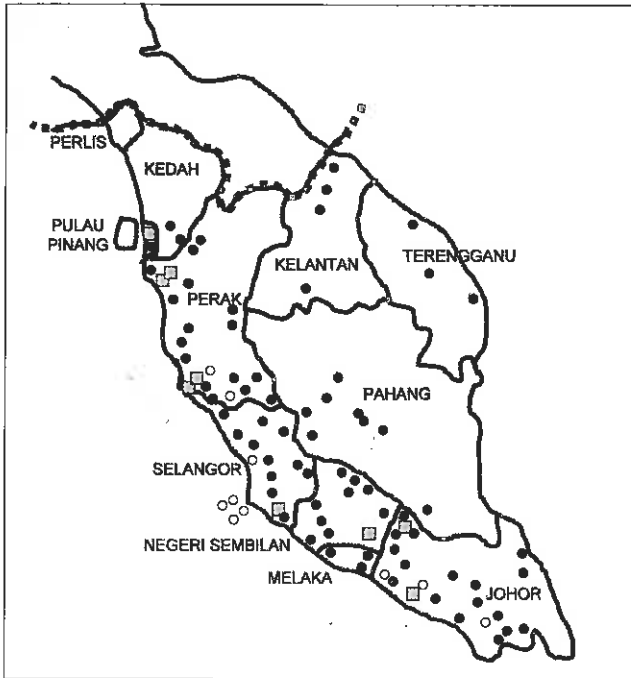 PERLIS
KEDAH
PULAU
PINANG
KELANTAN
TERENGGANU
PERAK
PAHANG
SELANGOR
NEGERI SEMBILAN
MELAKA
JOHOR